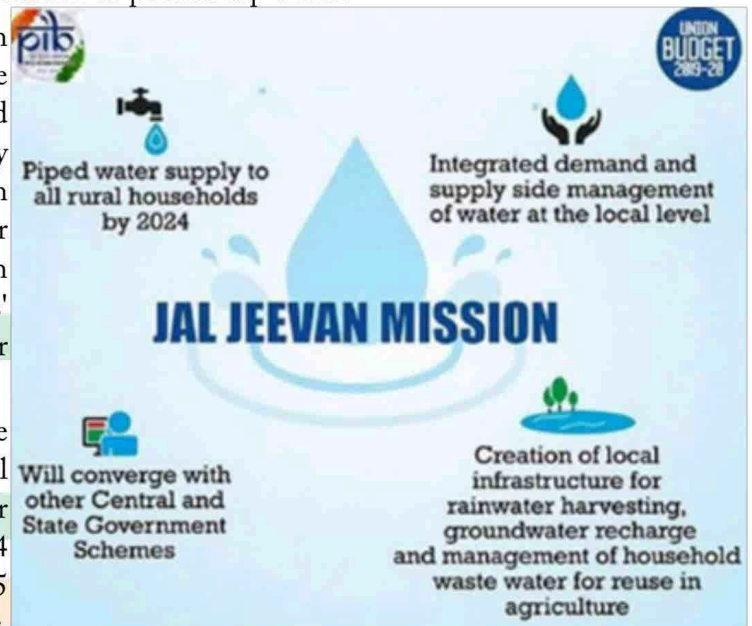 pib
UNION
BUDGET
2019-20
Piped water supply to
all rural households
by 2024
Integrated demand and
supply side management
of water at the local level
JAL JEEVAN MISSION
Will converge with
other Central and
State Government
Schemes
Creation of local
infrastructure for
rainwater harvesting,
groundwater recharge
and management of household
waste water for reuse in
agriculture